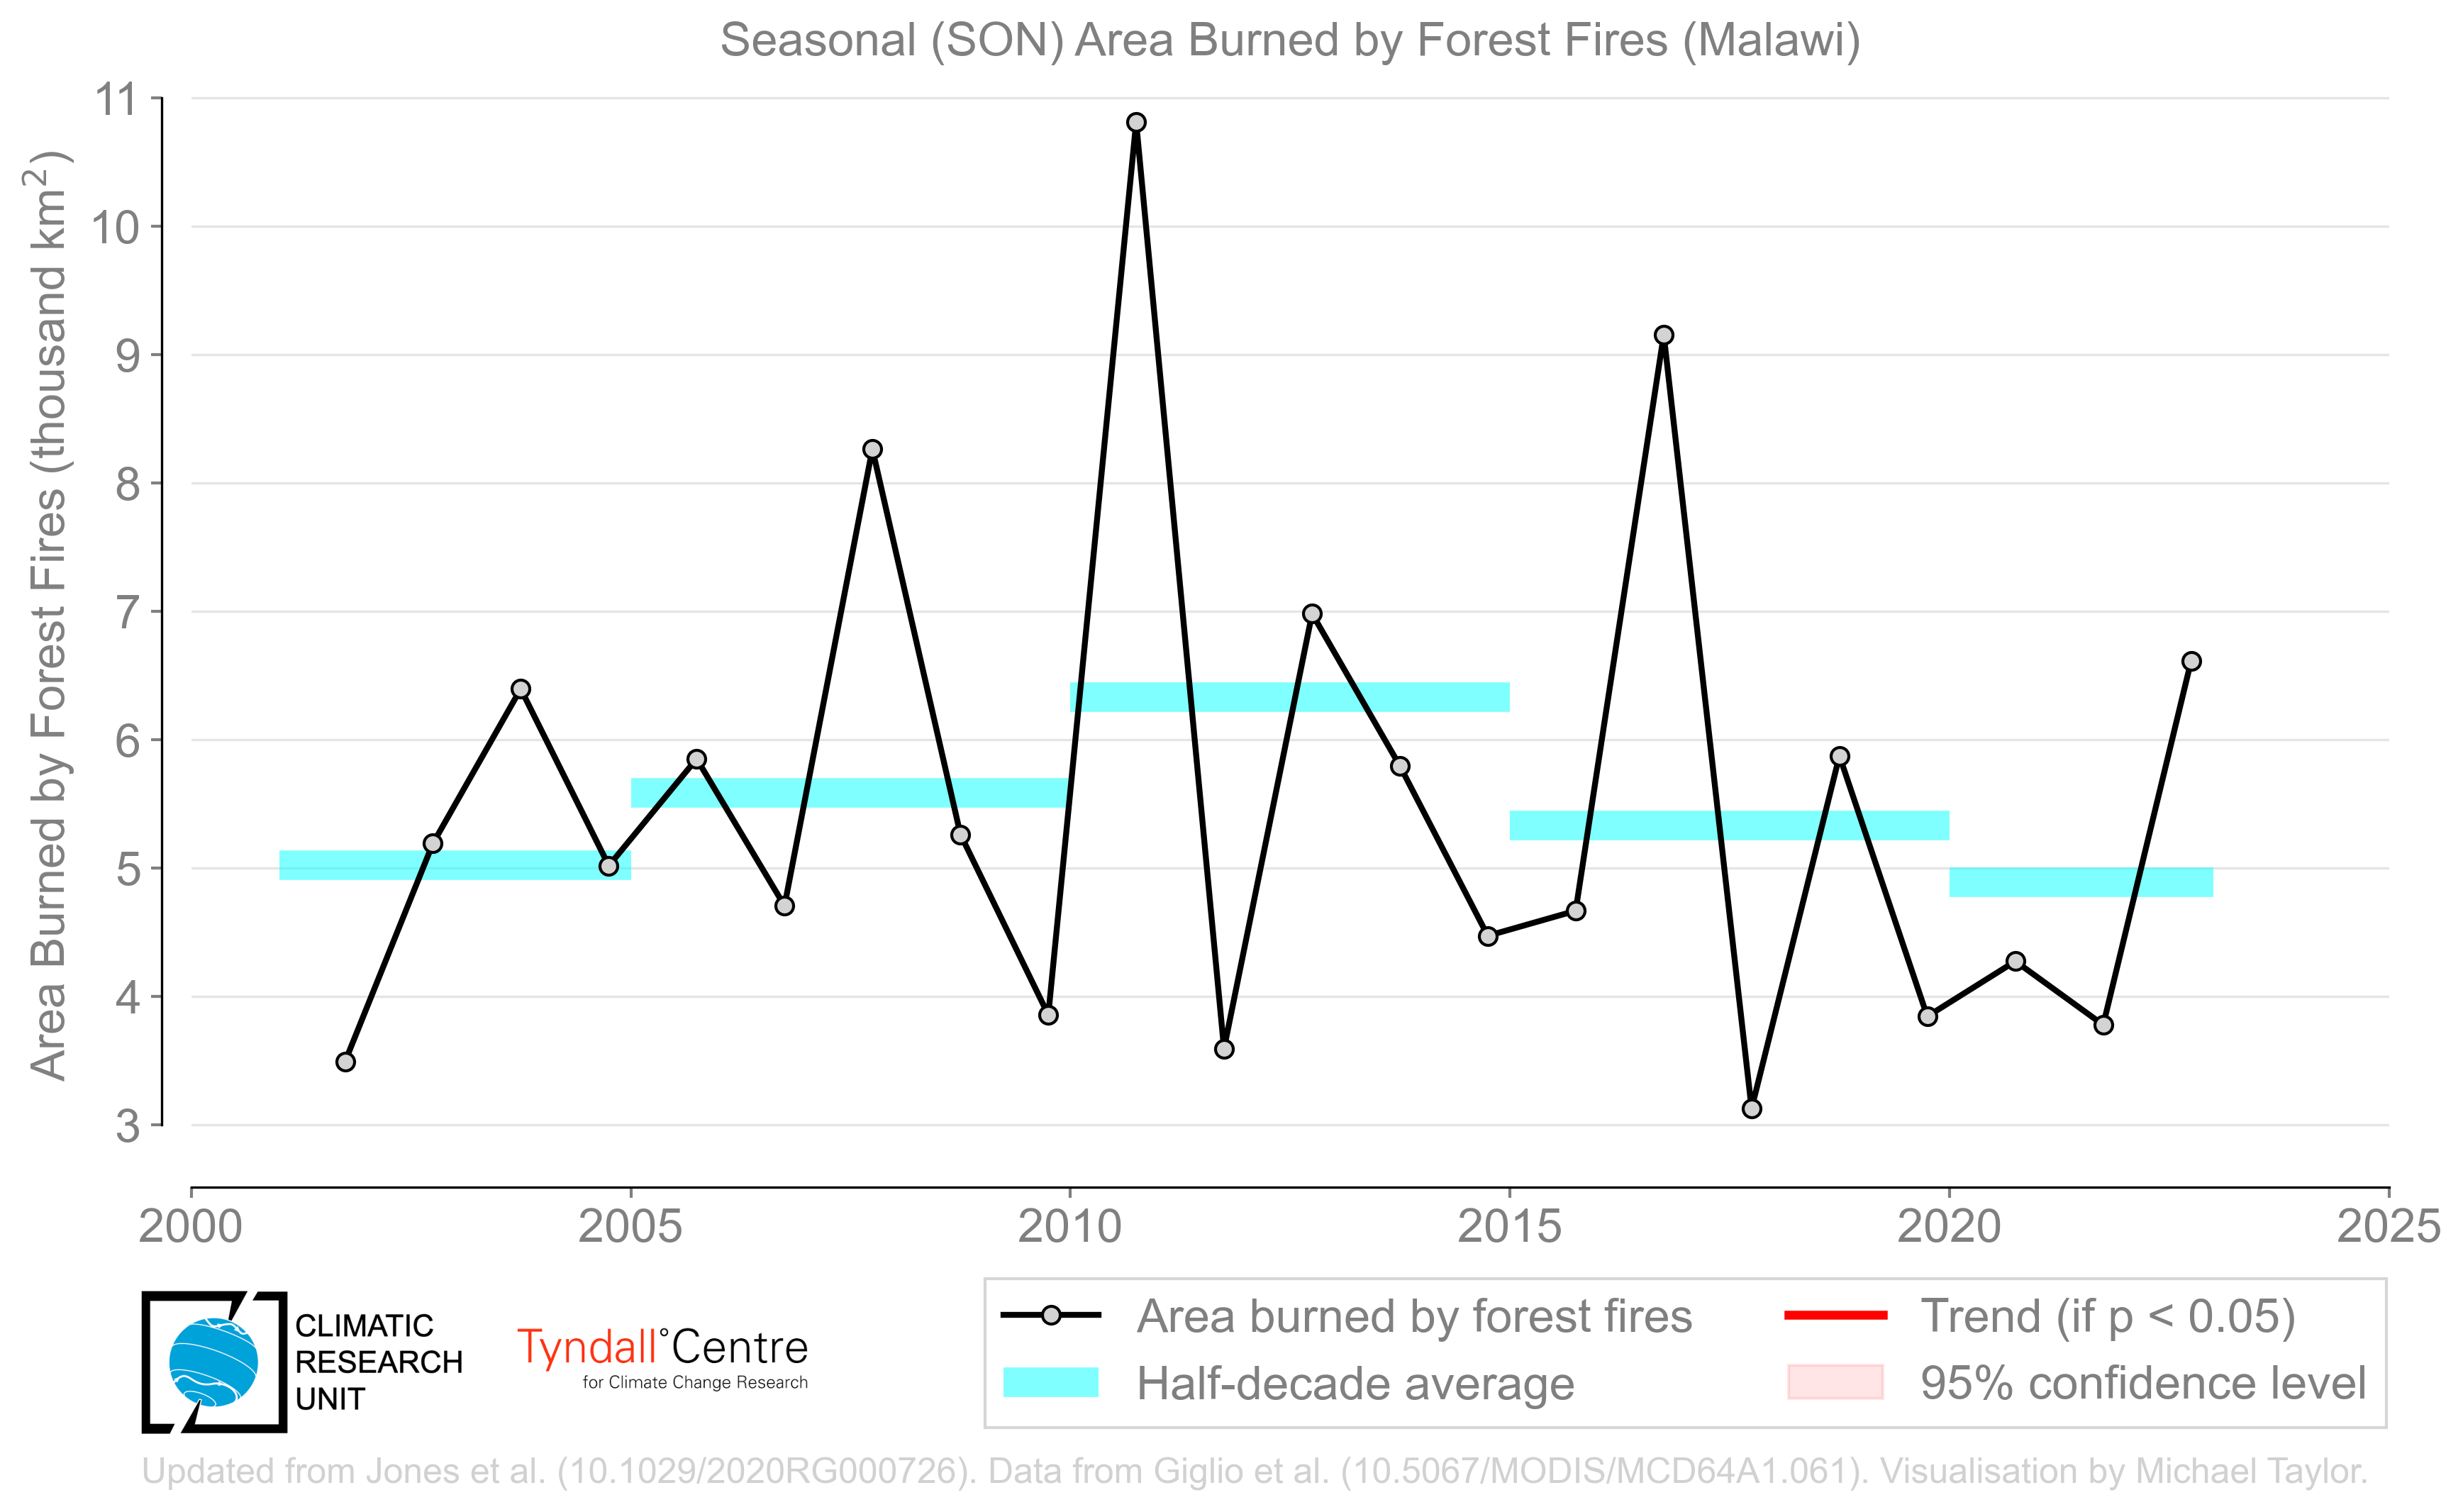 Seasonal (SON) Area Burned by Forest Fires (Malawi)
Area Burned by Forest Fires (thousand km²)
11
10
9
8
7
6
5
4
3
2000
2005
2010
2015
2020
2025
CLIMATIC
RESEARCH
UNIT
Tyndall°Centre
for Climate Change Research
Area burned by forest fires
Half-decade average
Trend (if p < 0.05)
95% confidence level
Updated from Jones et al. (10.1029/2020RG000726). Data from Giglio et al. (10.5067/MODIS/MCD64A1.061). Visualisation by Michael Taylor.